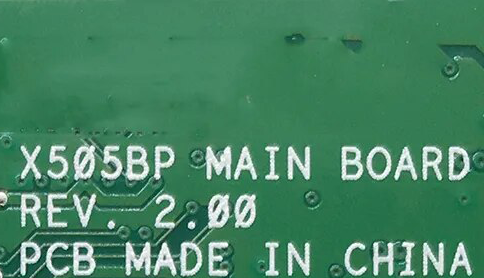 X505BP MAIN BOARD
REV. 2.00
PCB MADE IN CHINA